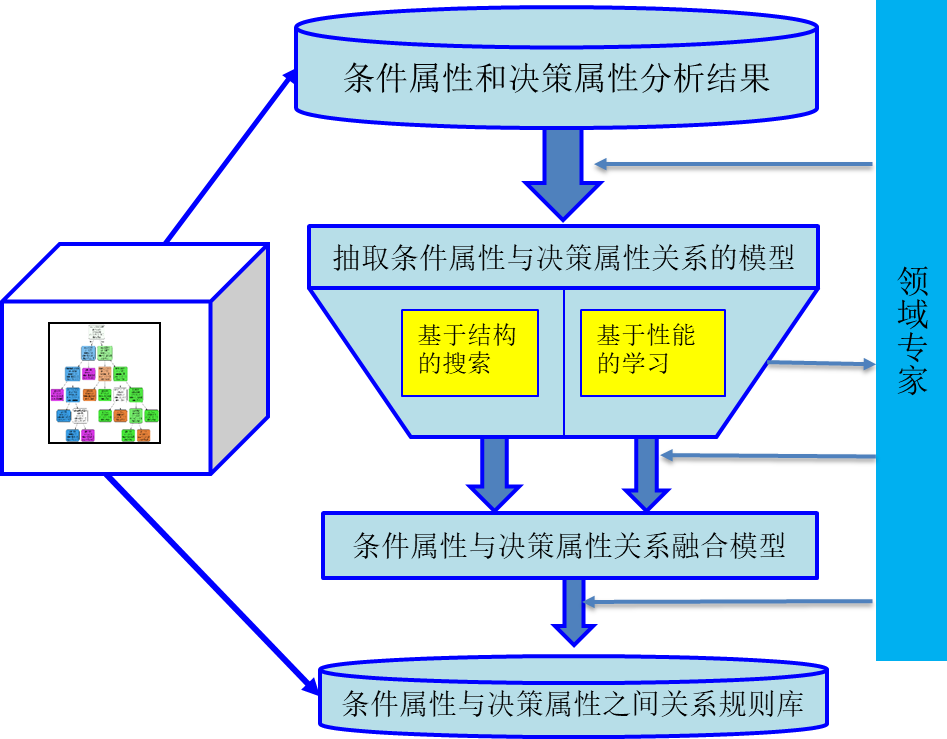 条件属性和决策属性分析结果
抽取条件属性与决策属性关系的模型
基于结构
的搜索
基于性能
的学习
领域专家
条件属性与决策属性关系融合模型
条件属性与决策属性之间关系规则库